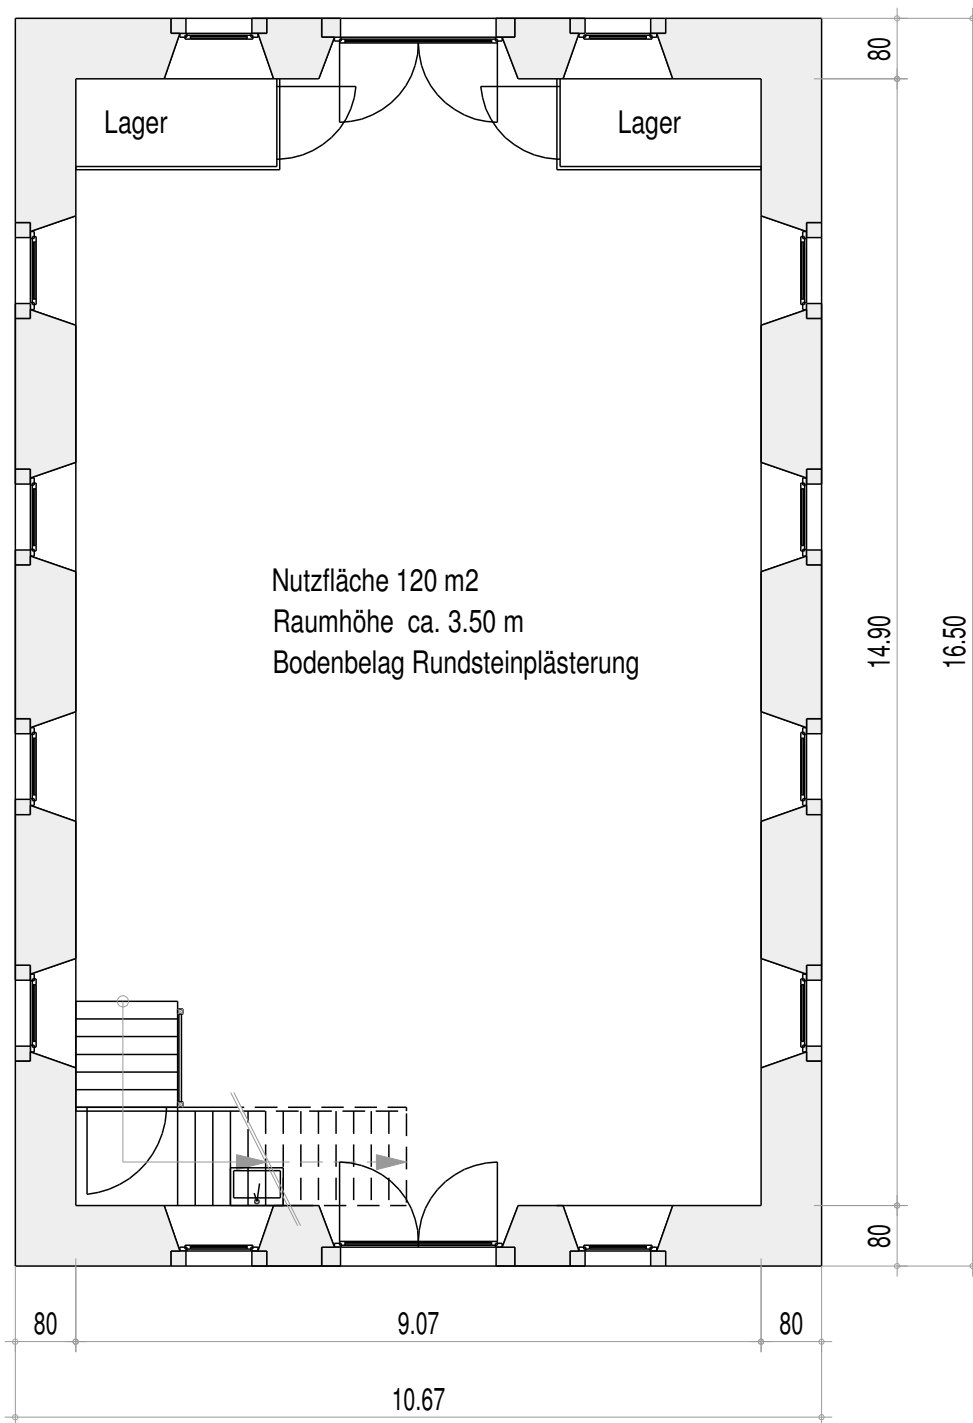 80
Lager
Lager
Nutzfläche 120 m2
Raumhöhe ca. 3.50 m
Bodenbelag Rundsteinplästerung
14.90
16.50
80
80
9.07
80
10.67